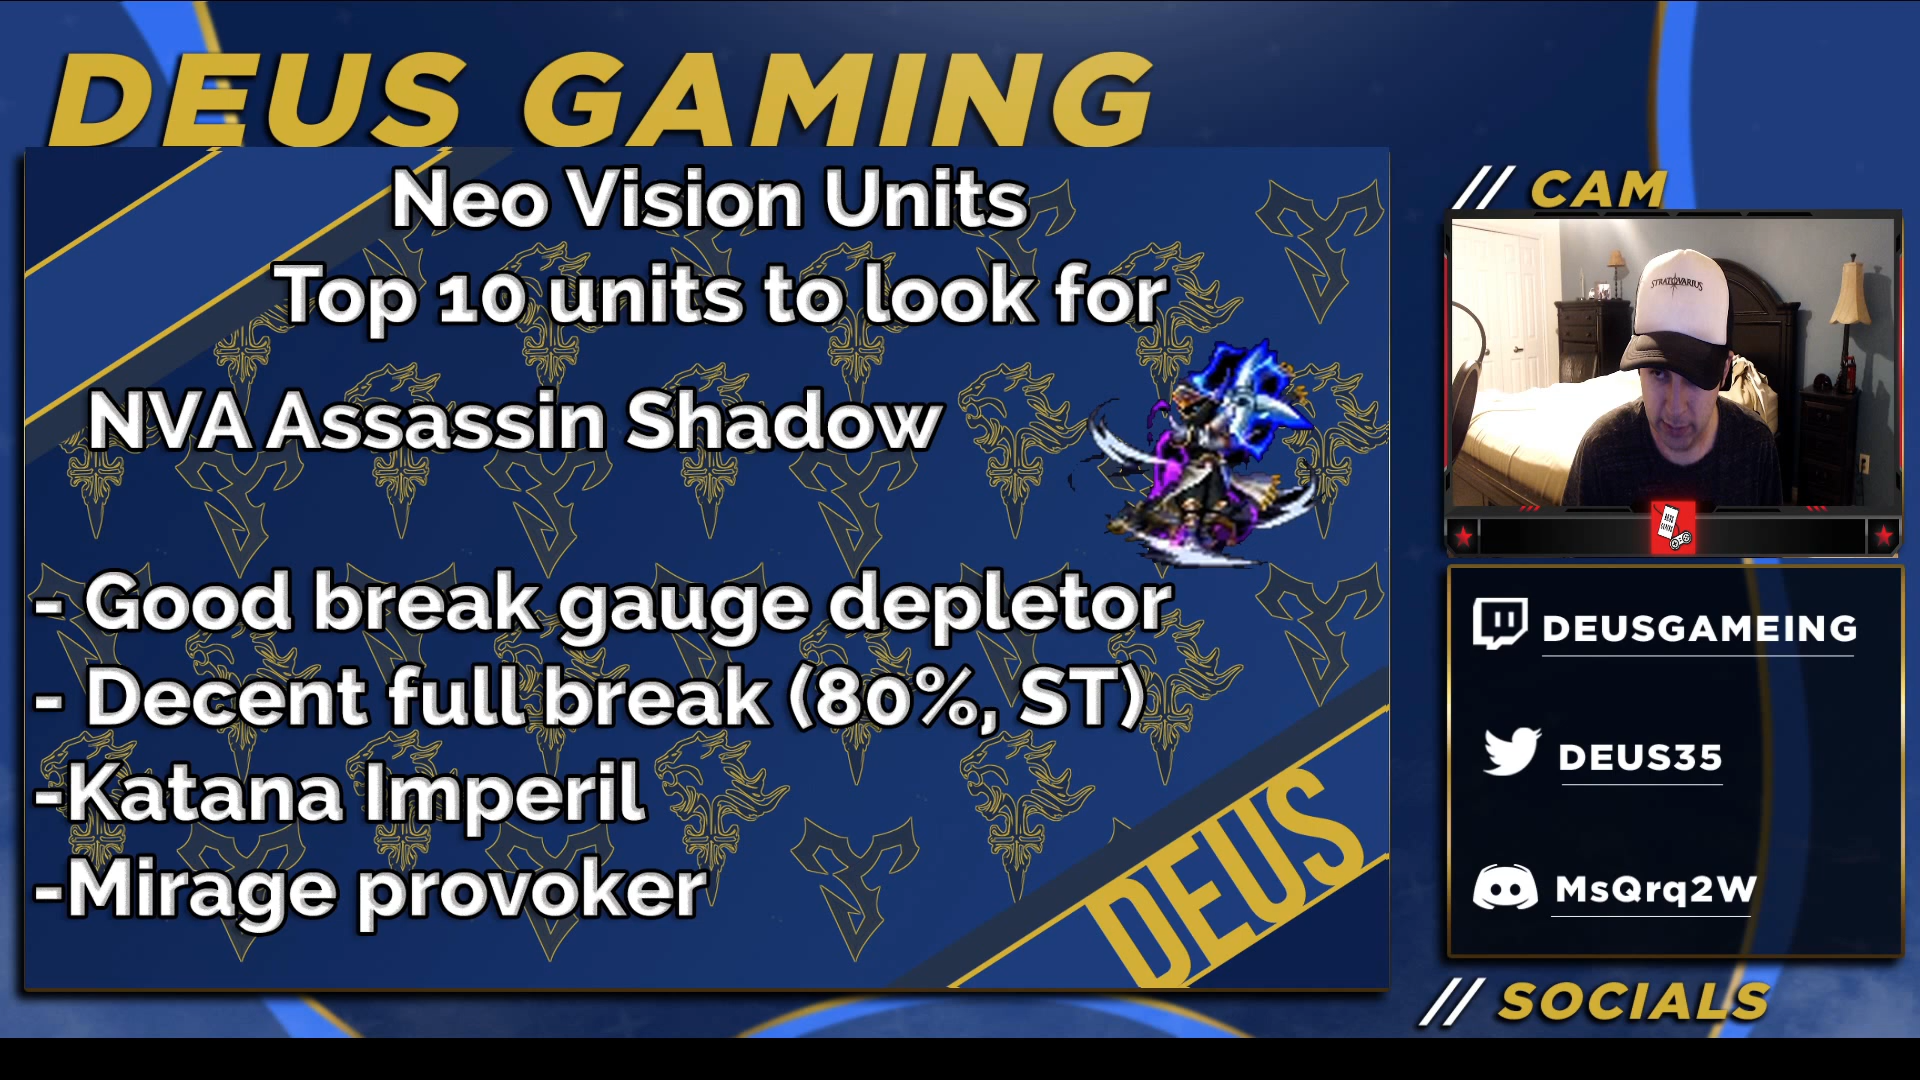 DEUS GAMING
Neo Vision Units
Top 10 units to look for
NVA Assassin Shadow
- Good break gauge depletor
- Decent full break (80%, ST)
-Katana Imperil
-Mirage provoker
DEUS
// CAM
STRATOVARIUS
DEUSGAMEING
DEUS35
MsQrq2W
// SOCIALS